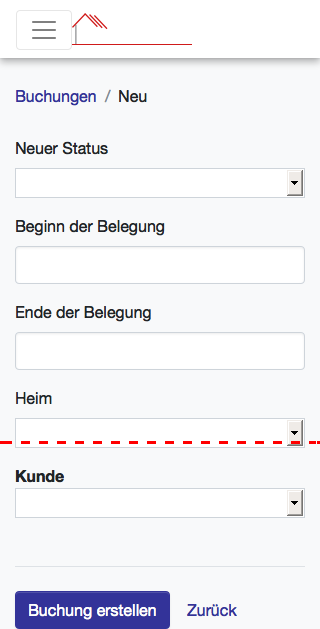 Buchungen / Neu
Neuer Status
Beginn der Belegung
Ende der Belegung
Heim
Kunde
Buchung erstellen Zurück